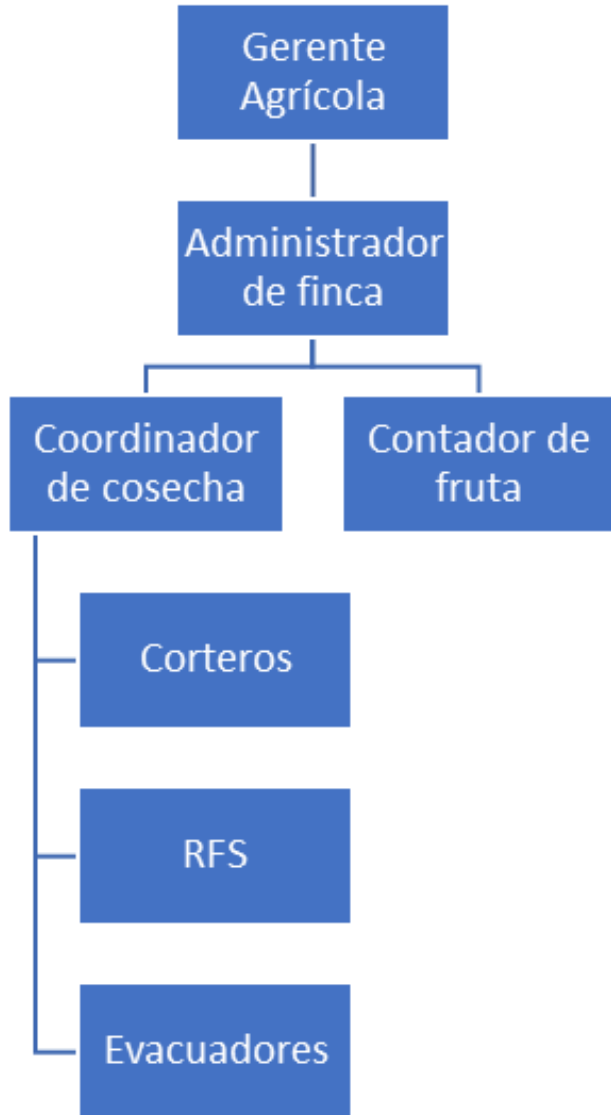 Gerente
Agrícola
Administrador
de finca
Coordinador
de cosecha
Contador de
fruta
Corteros
RFS
Evacuadores